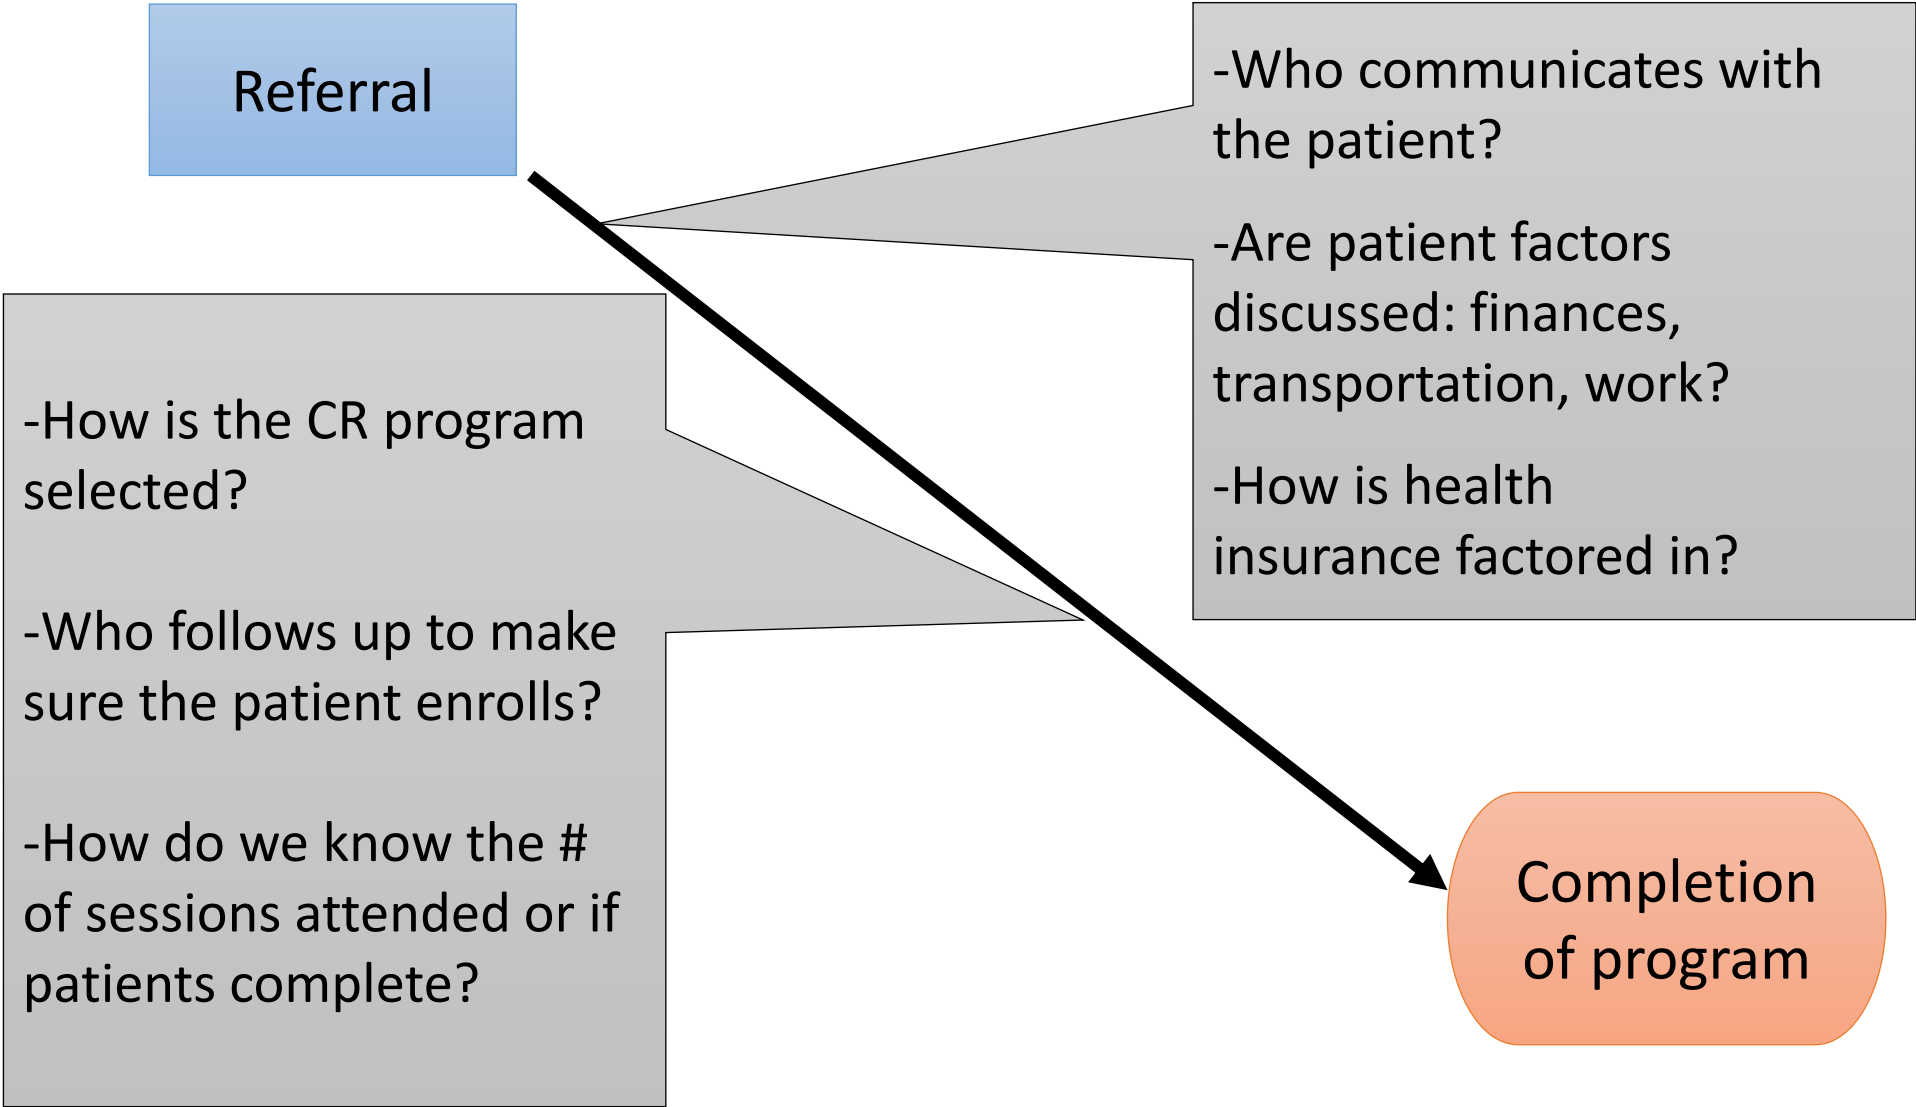 Referral
-Who communicates with
the patient?
-Are patient factors
discussed: finances,
transportation, work?
-How is health
insurance factored in?
-How is the CR program
selected?
-Who follows up to make
sure the patient enrolls?
-How do we know the #
of sessions attended or if
patients complete?
Completion
of program